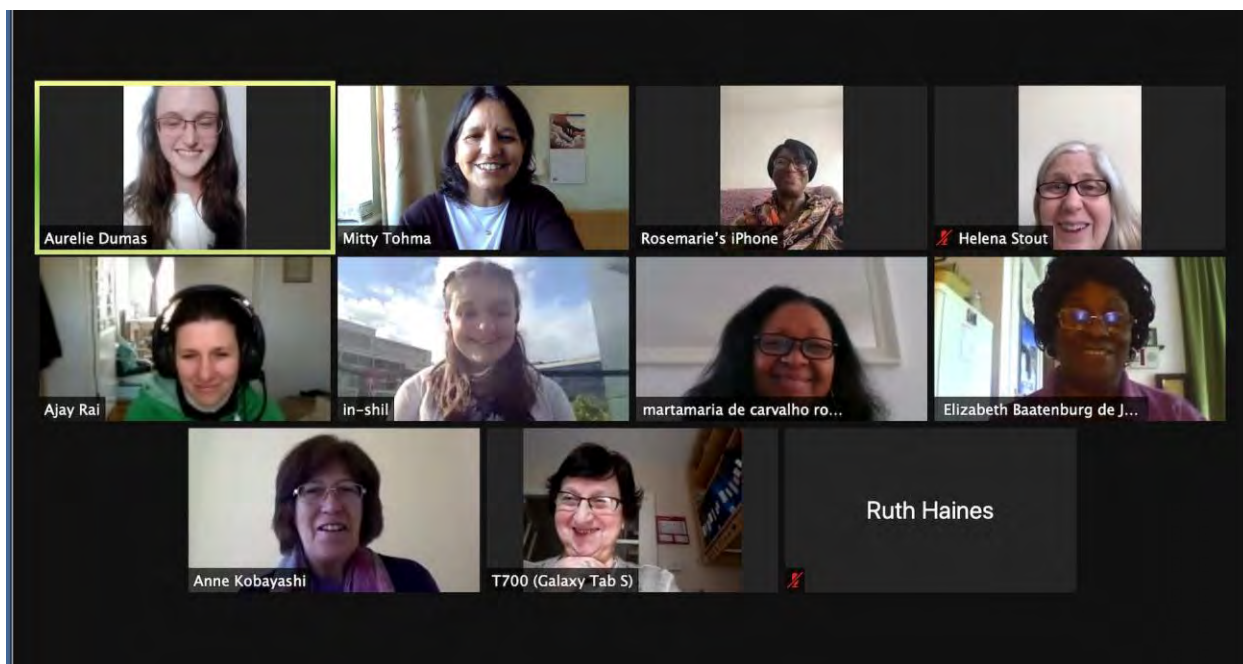 Aurelie Dumas
Mitty Tohma
Rosemarie's iPhone
Helena Stout
Ajay Rai
in-shil
martamaria de carvalho ro...
Elizabeth Baatenburg de J...
Anne Kobayashi
T700 (Galaxy Tab S)
Ruth Haines